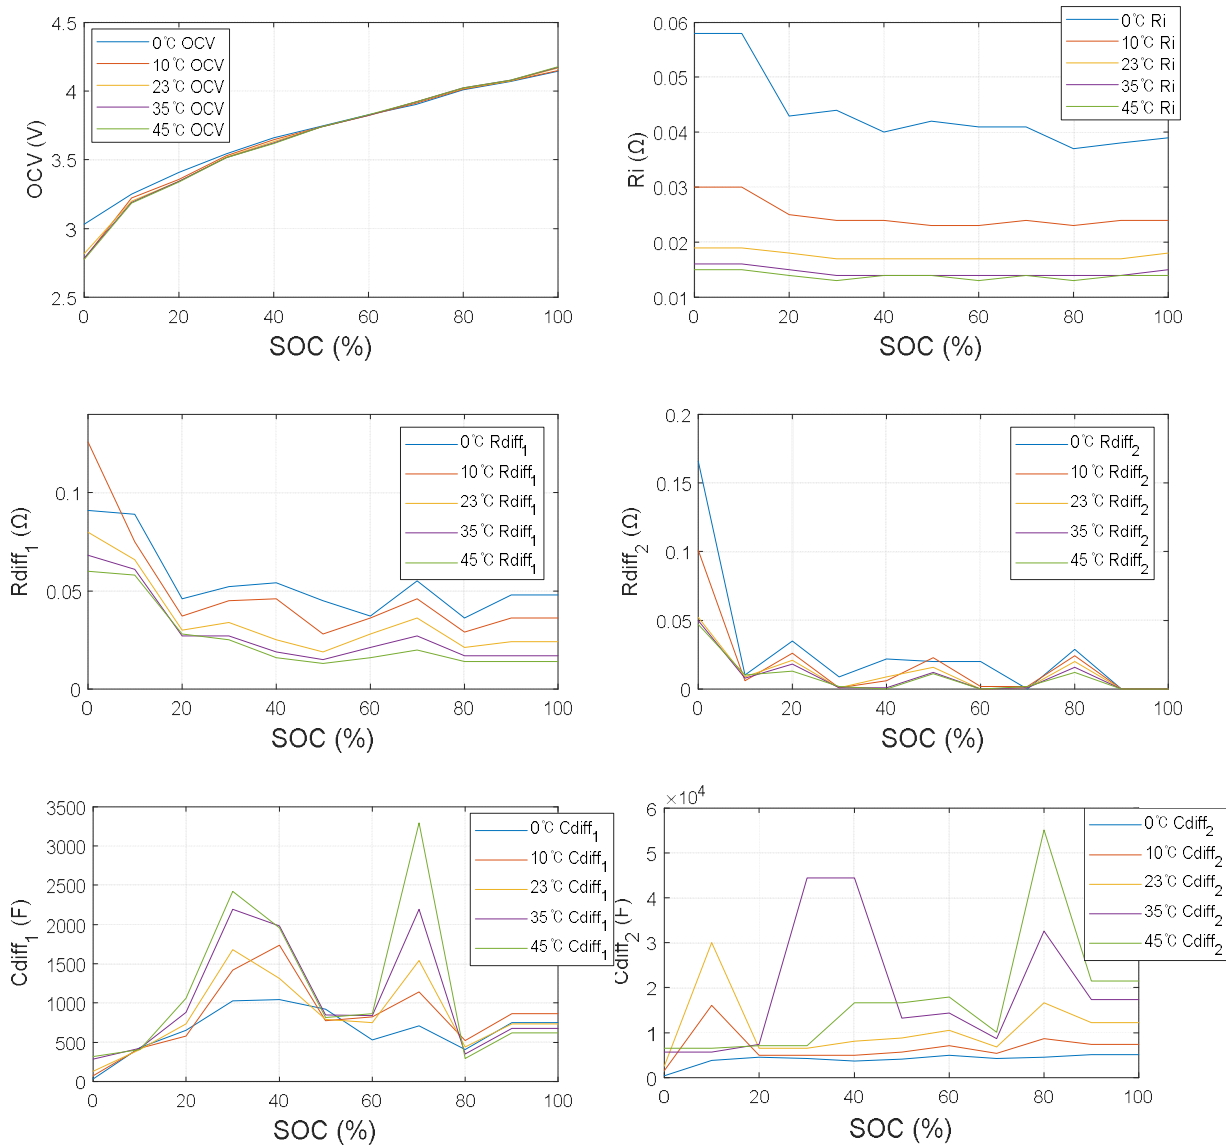 4.5
4
3.5
3
2.5
OCV (V)
0℃ OCV
10℃ OCV
23℃ OCV
35℃ OCV
45℃ OCV
0 20 40 60 80 100
SOC (%)
0.06
0.05
0.04
0.03
0.02
0.01
Ri (Ω)
0℃ Ri
10℃ Ri
23℃ Ri
35℃ Ri
45℃ Ri
0 20 40 60 80 100
SOC (%)
0.1
0.05
0
Rdiff₁ (Ω)
0℃ Rdiff₁
10℃ Rdiff₁
23℃ Rdiff₁
35℃ Rdiff₁
45℃ Rdiff₁
0 20 40 60 80 100
SOC (%)
0.2
0.15
0.1
0.05
0
Rdiff₂ (Ω)
0℃ Rdiff₂
10℃ Rdiff₂
23℃ Rdiff₂
35℃ Rdiff₂
45℃ Rdiff₂
0 20 40 60 80 100
SOC (%)
3500
3000
2500
2000
1500
1000
500
0
Cdiff₁ (F)
0℃ Cdiff₁
10℃ Cdiff₁
23℃ Cdiff₁
35℃ Cdiff₁
45℃ Cdiff₁
0 20 40 60 80 100
SOC (%)
×10⁴
6
5
4
3
2
1
0
Cdiff₂ (F)
0℃ Cdiff₂
10℃ Cdiff₂
23℃ Cdiff₂
35℃ Cdiff₂
45℃ Cdiff₂
0 20 40 60 80 100
SOC (%)